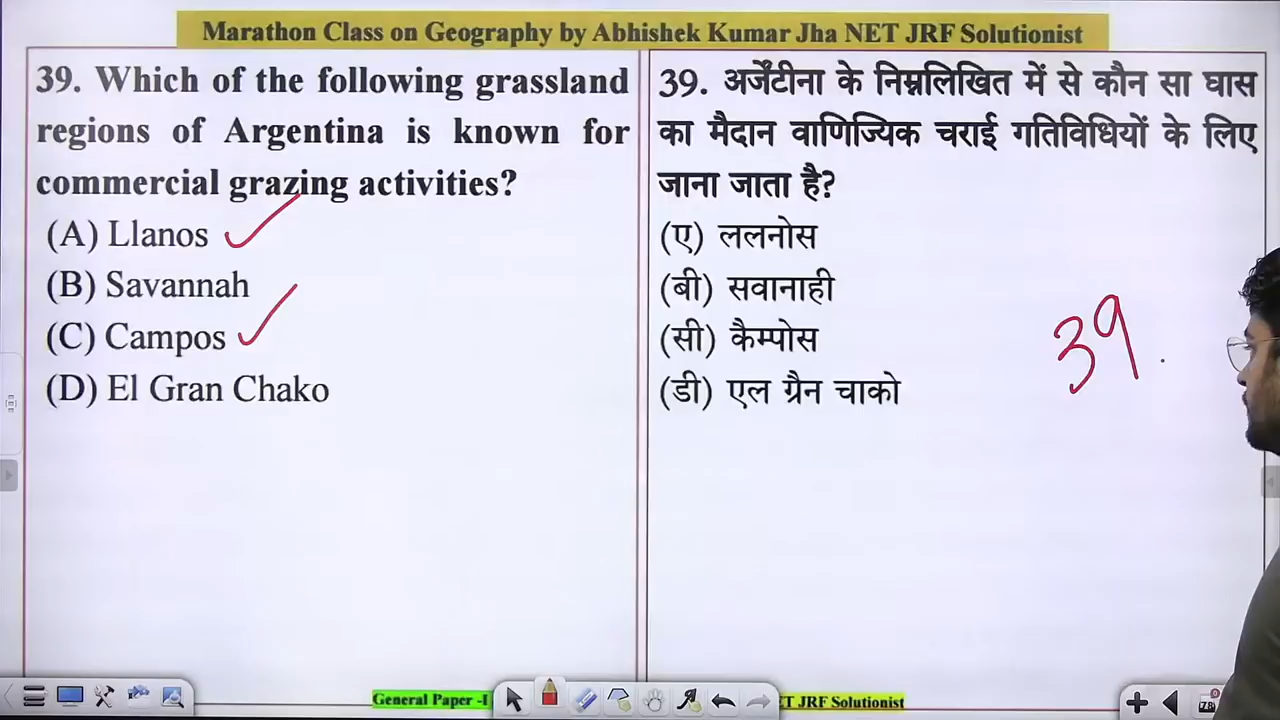 Marathon Class on Geography by Abhishek Kumar Jha NET JRF Solutionist
39. Which of the following grassland
regions of Argentina is known for
commercial grazing activities?
(A) Llanos
(B) Savannah
(C) Campos
(D) El Gran Chako
39. अर्जेंटीना के निम्नलिखित में से कौन सा घास
का मैदान वाणिज्यिक चराई गतिविधियों के लिए
जाना जाता है?
(ए) ललनोस
(बी) सवानाही
(सी) कैम्पोस
(डी) एल ग्रैन चाको
39
General Paper -I
ET JRF Solutionist